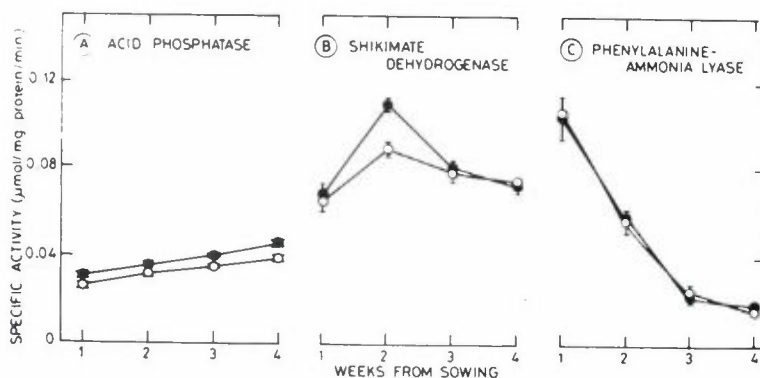 A ACID PHOSPHATASE
B SHIKIMATE
DEHYDROGENASE
C PHENYLALANINE-
AMMONIA LYASE
SPECIFIC ACTIVITY (μmol/mg protein/min)
0.12
0.08
0.04
0
1 2 3 4
1 2 3 4
1 2 3 4
WEEKS FROM SOWING